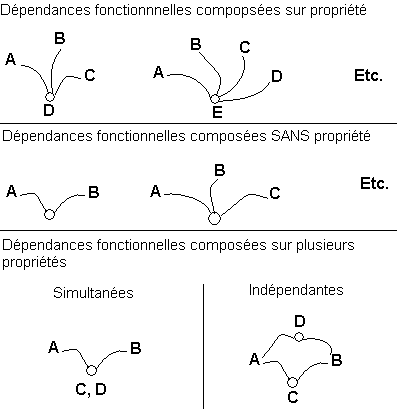 Dépendances fonctionnnelles compopsées sur propriété
B
A
C
D
B
C
A
D
E
Etc.
Dépendances fonctionnelles composées SANS propriété
A
B
B
A
C
Etc.
Dépendances fonctionnelles composées sur plusieurs
propriétés
Simultanées
A
B
C, D
Indépendantes
D
A
B
C